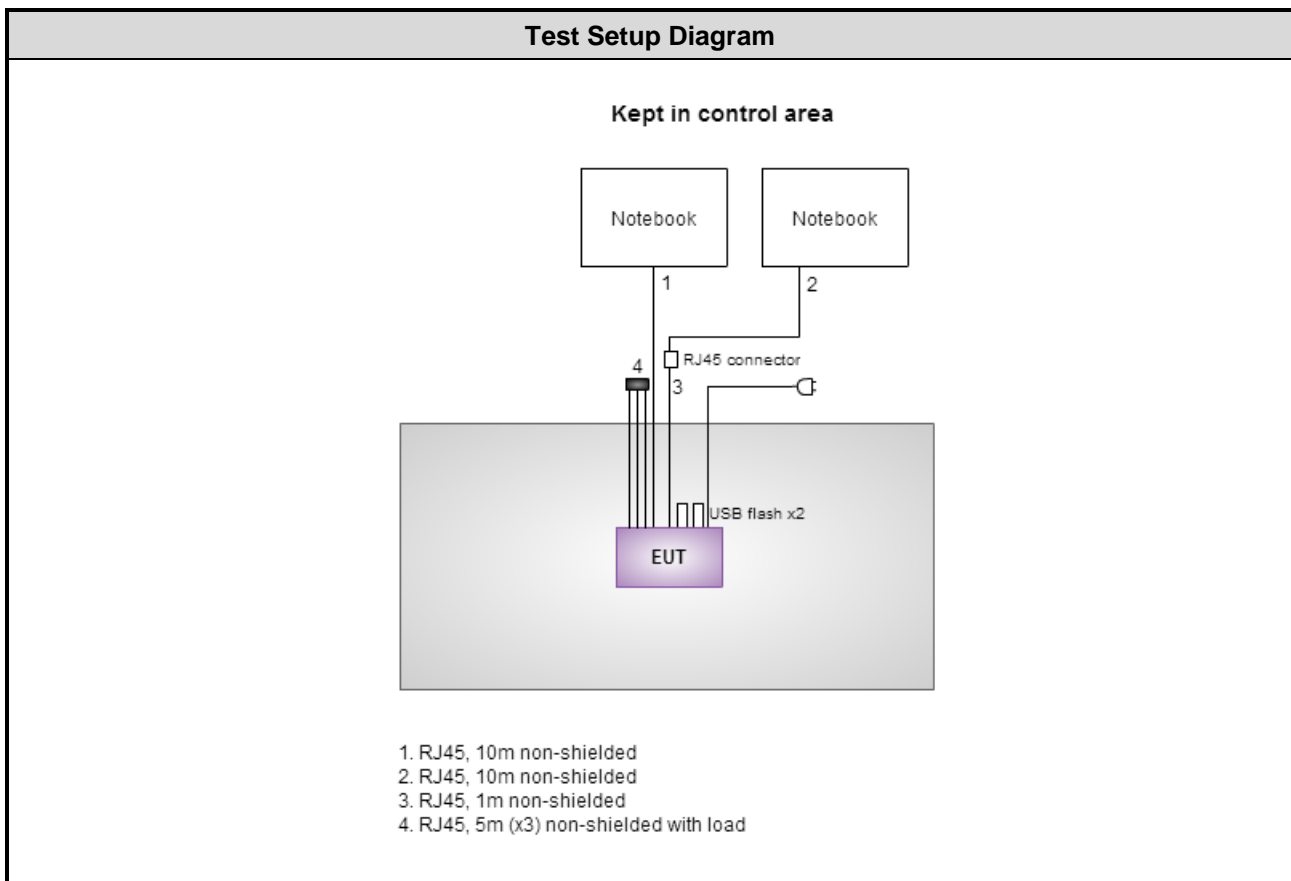 Test Setup Diagram
Kept in control area
Notebook
Notebook
1
2
RJ45 connector
4
3
USB flash x2
EUT
1. RJ45, 10m non-shielded
2. RJ45, 10m non-shielded
3. RJ45, 1m non-shielded
4. RJ45, 5m (x3) non-shielded with load